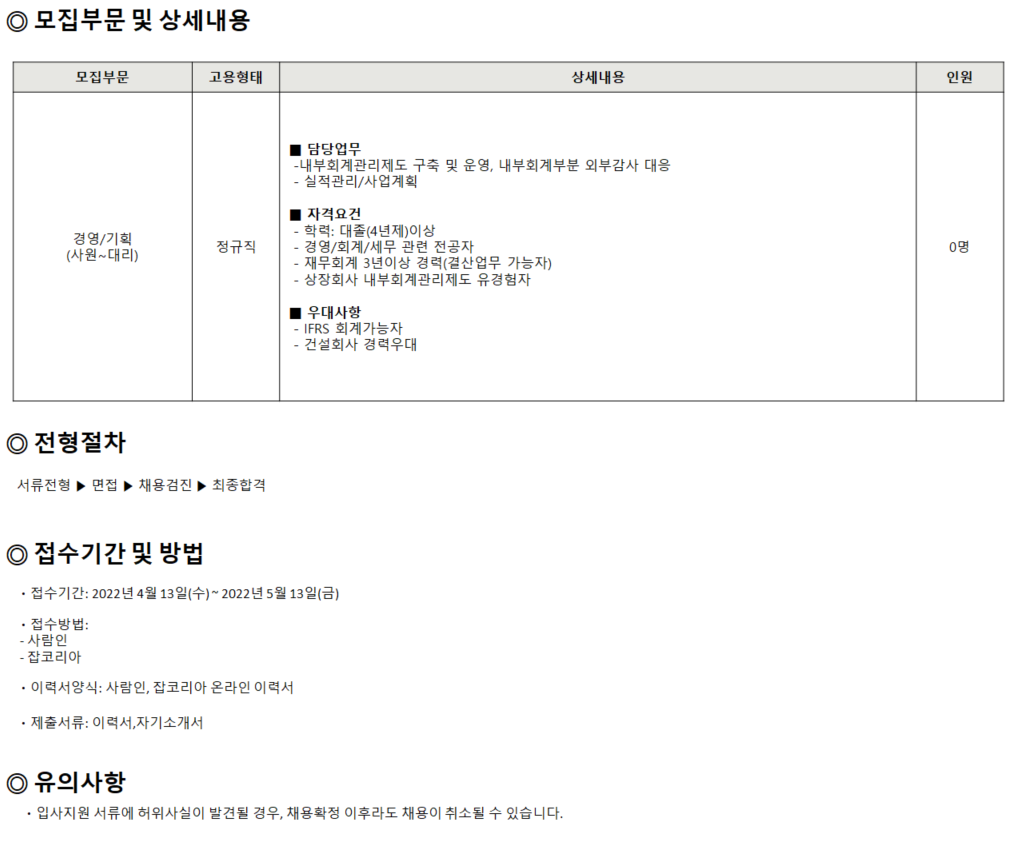 ◎ 모집부문 및 상세내용
모집부문 고용형태 상세내용 인원
경영/기획
(사원~대리)
정규직
■ 담당업무
-내부회계관리제도 구축 및 운영, 내부회계부분 외부감사 대응
- 실적관리/사업계획
■ 자격요건
- 학력: 대졸(4년제)이상
- 경영/회계/세무 관련 전공자
- 재무회계 3년이상 경력(결산업무 가능자)
- 상장회사 내부회계관리제도 유경험자
■ 우대사항
- IFRS 회계가능자
- 건설회사 경력우대
0명
◎ 전형절차
서류전형 ▶ 면접 ▶ 채용검진 ▶ 최종합격
◎ 접수기간 및 방법
・접수기간: 2022년 4월 13일(수) ~ 2022년 5월 13일(금)
・접수방법:
- 사람인
- 잡코리아
・이력서양식: 사람인, 잡코리아 온라인 이력서
・제출서류: 이력서,자기소개서
◎ 유의사항
・입사지원 서류에 허위사실이 발견될 경우, 채용확정 이후라도 채용이 취소될 수 있습니다.